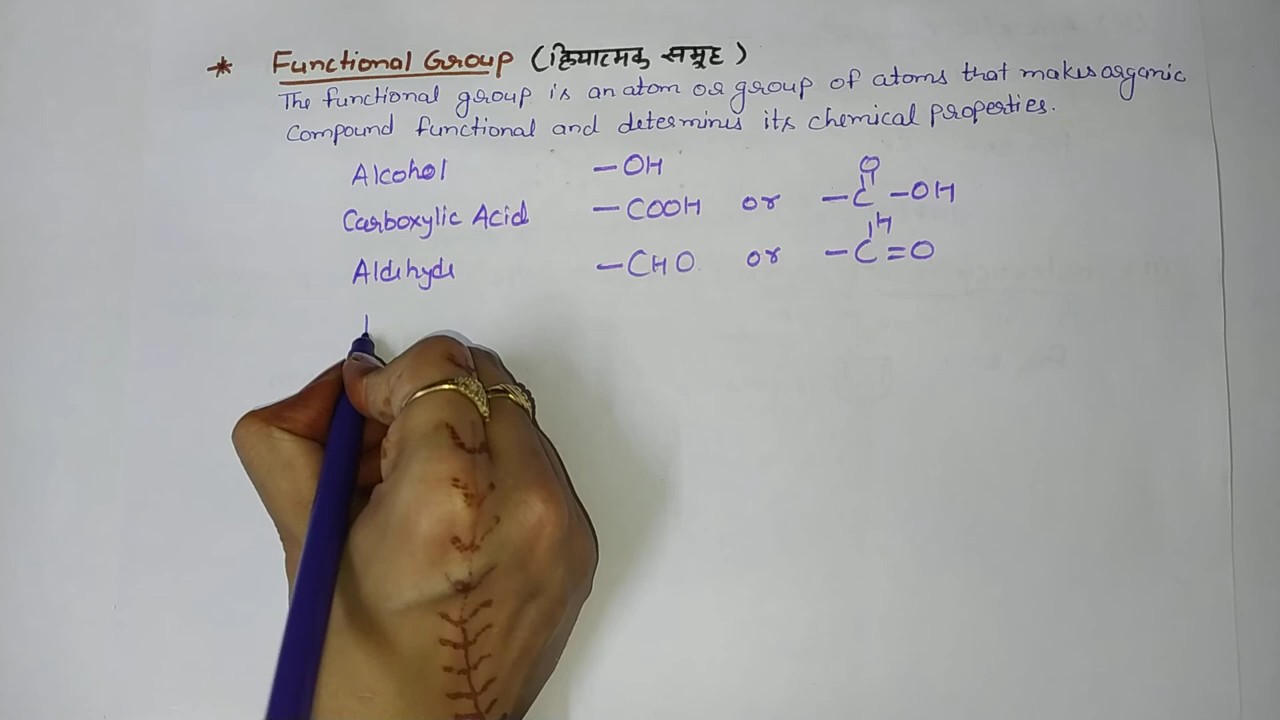 * Functional Group (क्रियात्मक समूह)
The functional group is an atom or group of atoms that makes organic
compound functional and determines its chemical properties.
Alcohol –OH
Carboxylic Acid –COOH or –C(=O)–OH
Aldehyde –CHO or –C(H)=O